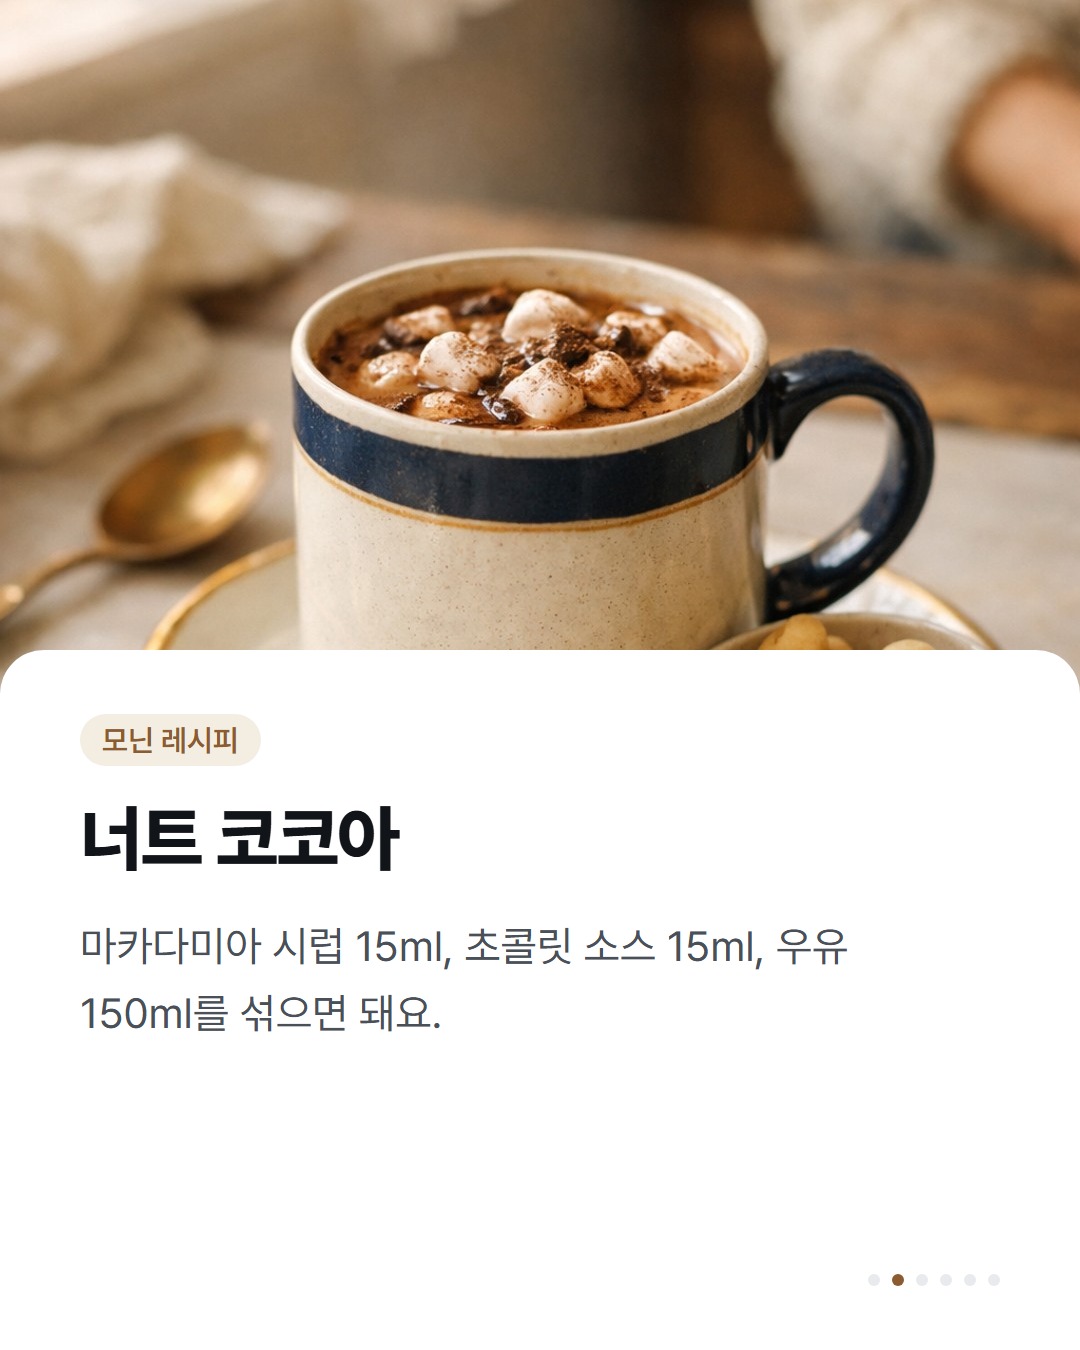 모닌 레시피
너트 코코아
마카다미아 시럽 15ml, 초콜릿 소스 15ml, 우유
150ml를 섞으면 돼요.